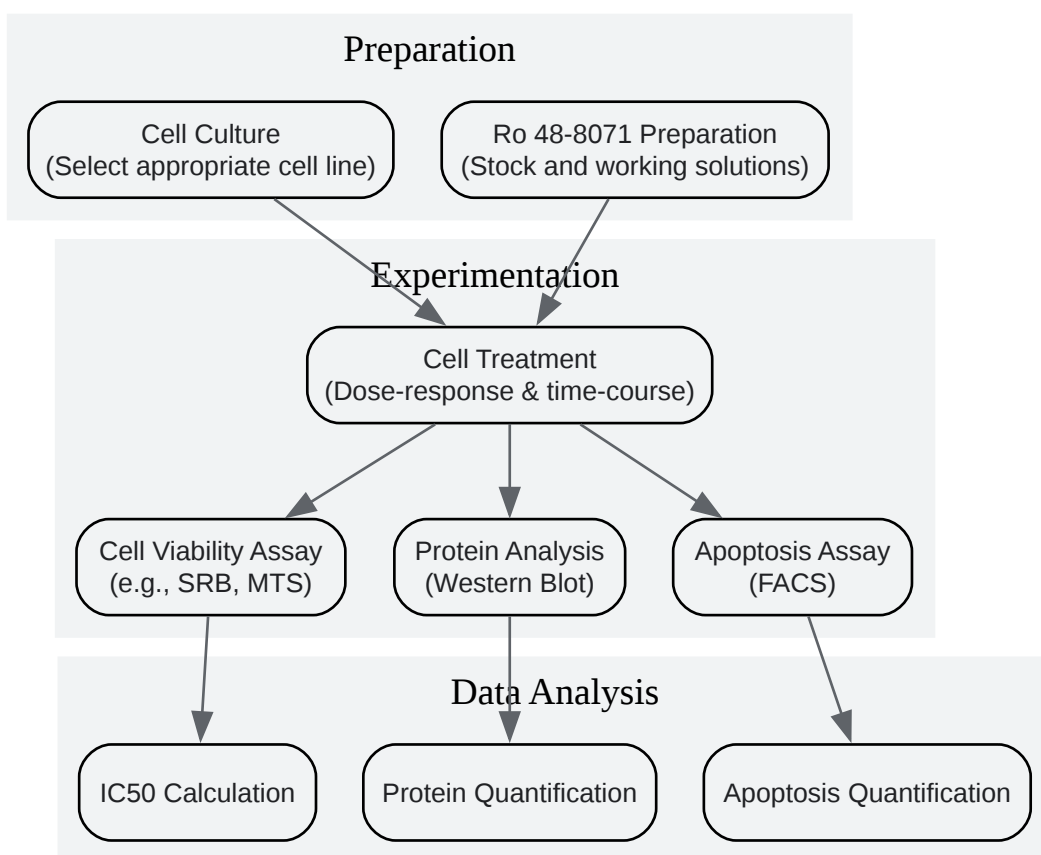 Preparation
Cell Culture
(Select appropriate cell line)
Ro 48-8071 Preparation
(Stock and working solutions)
Experimentation
Cell Treatment
(Dose-response & time-course)
Cell Viability Assay
(e.g., SRB, MTS)
Protein Analysis
(Western Blot)
Apoptosis Assay
(FACS)
Data Analysis
IC50 Calculation
Protein Quantification
Apoptosis Quantification